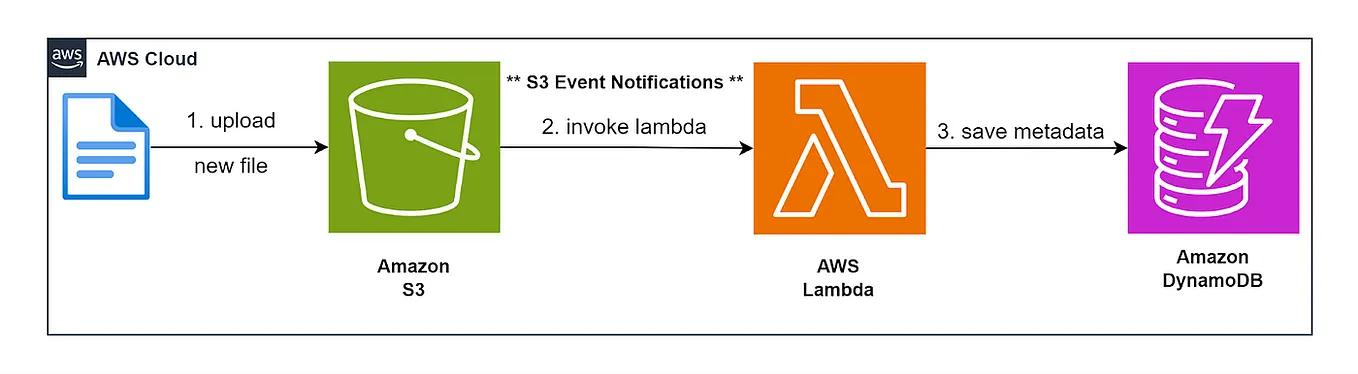 aws
AWS Cloud
** S3 Event Notifications **
1. upload
new file
2. invoke lambda
3. save metadata
Amazon
S3
AWS
Lambda
Amazon
DynamoDB